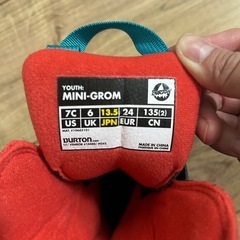 YOUTH:
MINI-GROM
7C 6 13.5 24 135(2)
US UK JPN EUR CN
BURTON
MADE IN CHINA